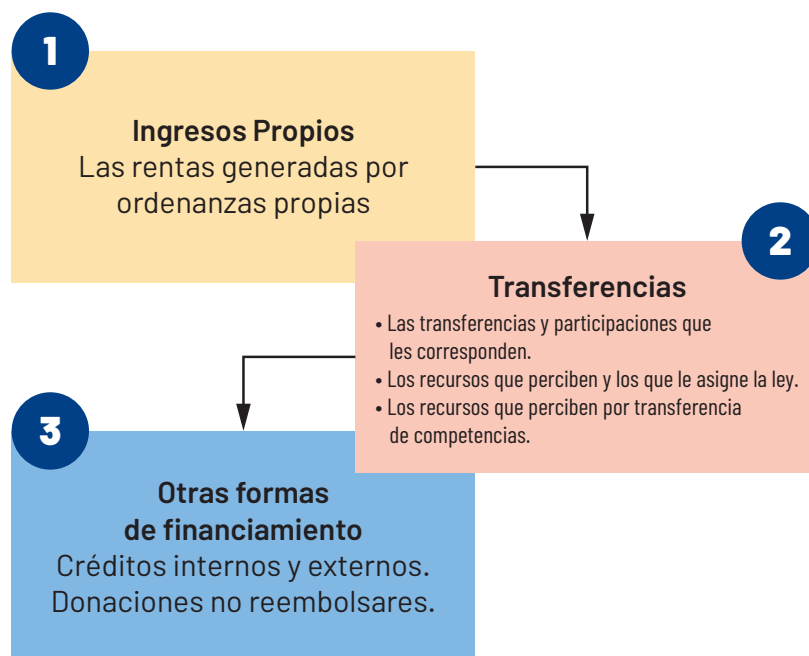 1
Ingresos Propios
Las rentas generadas por
ordenanzas propias
2
Transferencias
• Las transferencias y participaciones que
les corresponden.
• Los recursos que perciben y los que le asigne la ley.
• Los recursos que perciben por transferencia
de competencias.
3
Otras formas
de financiamiento
Créditos internos y externos.
Donaciones no reembolsares.